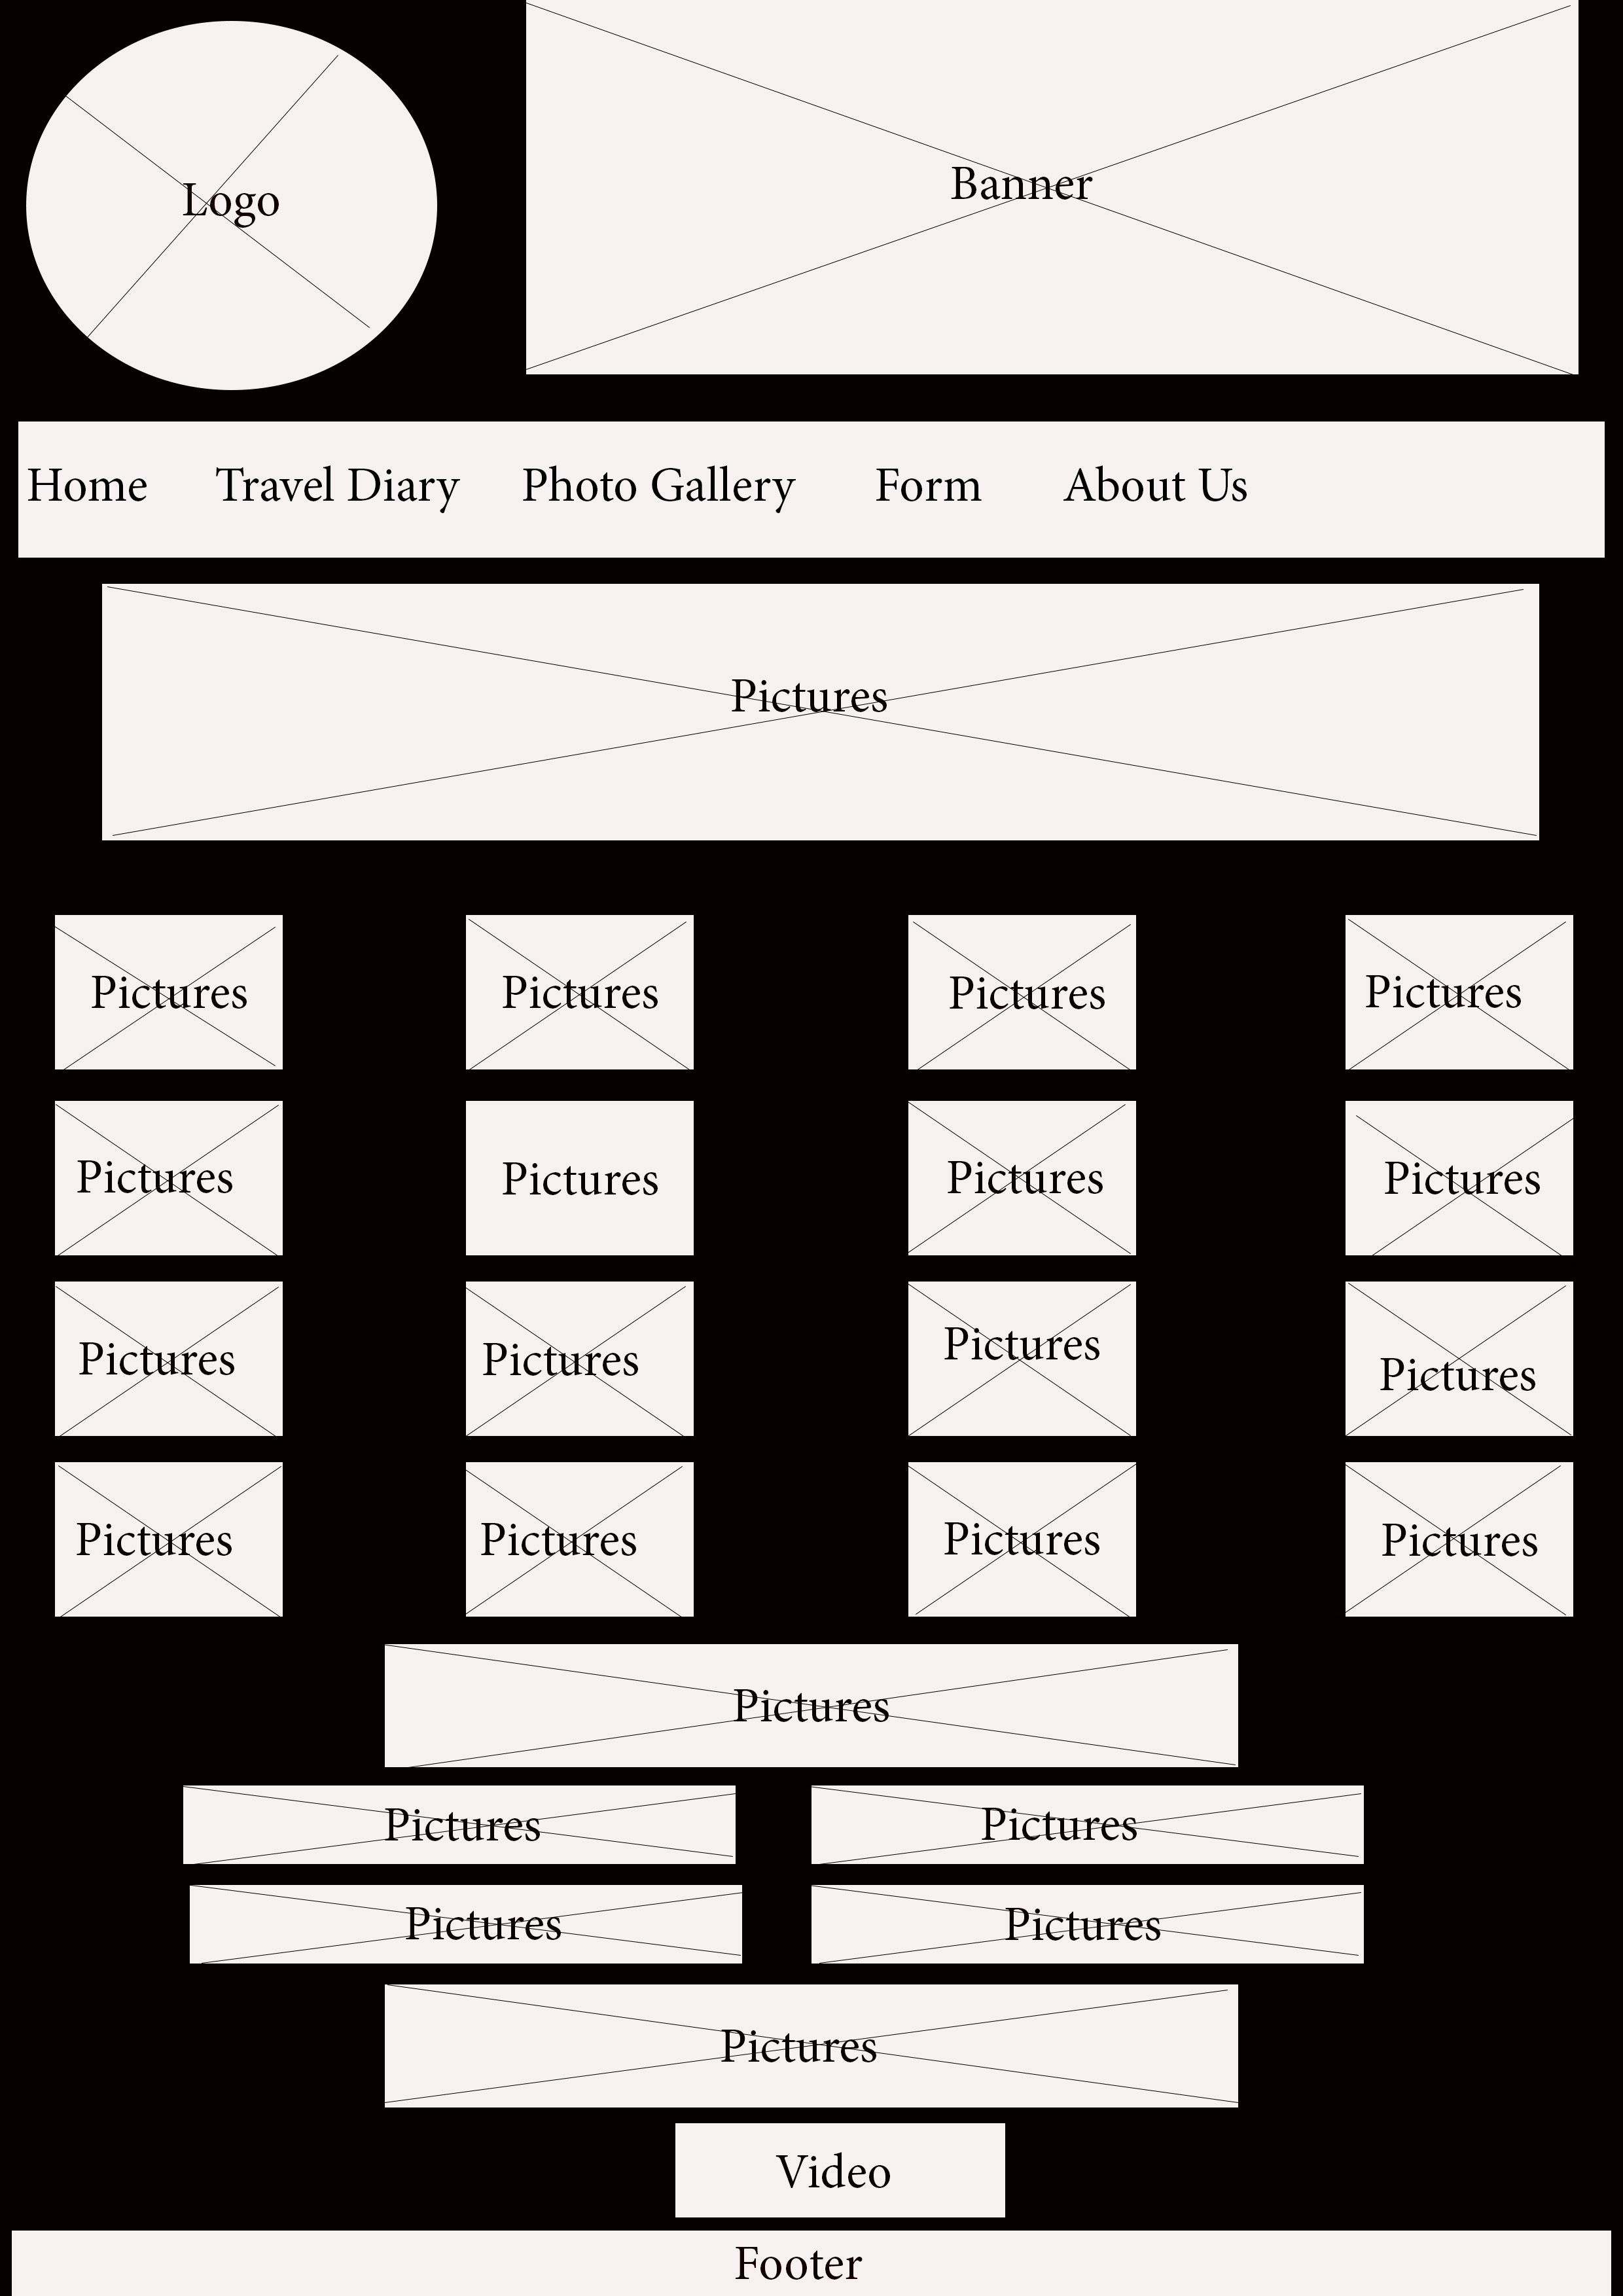 Logo
Banner
Home Travel Diary Photo Gallery Form About Us
Pictures
Pictures Pictures Pictures Pictures
Pictures Pictures Pictures Pictures
Pictures Pictures Pictures Pictures
Pictures Pictures Pictures Pictures
Pictures
Pictures Pictures
Pictures Pictures
Pictures
Video
Footer